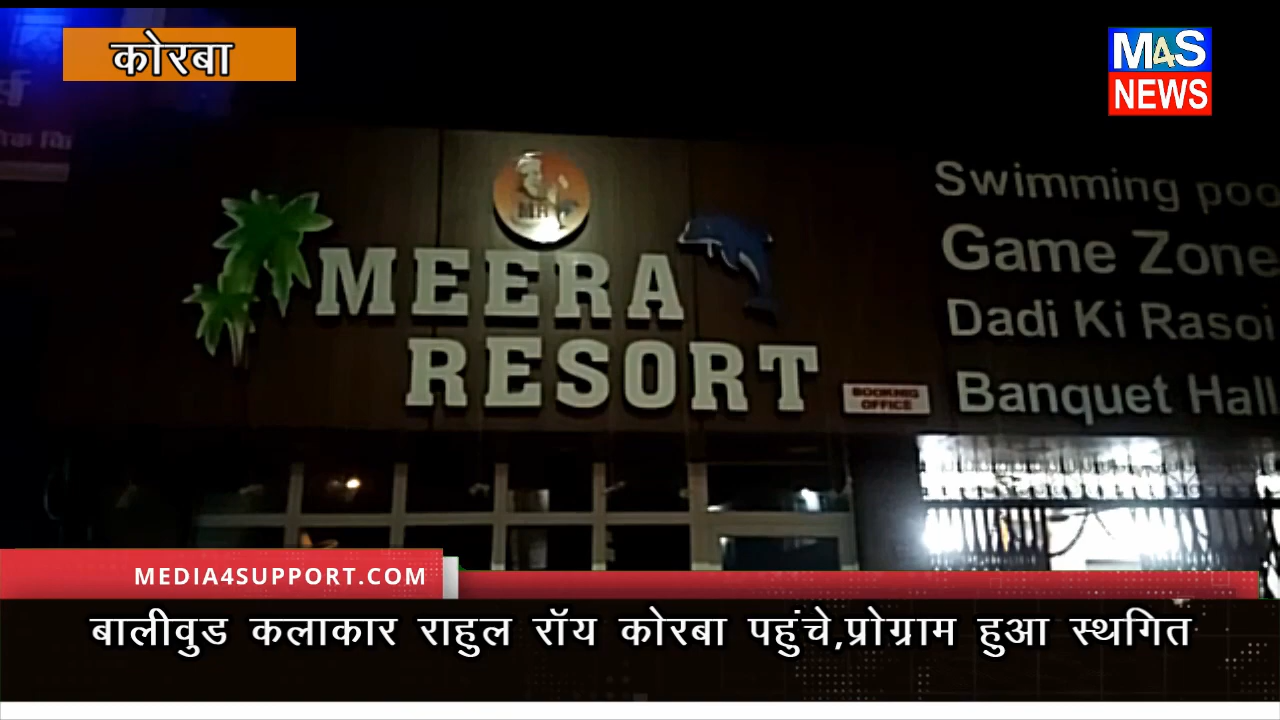 कोरबा
M4S
NEWS
MEERA
RESORT
BOOKING
OFFICE
Swimming poo
Game Zone
Dadi Ki Rasoi
Banquet Hall
MEDIA4SUPPORT.COM
बालीवुड कलाकार राहुल रॉय कोरबा पहुंचे,प्रोग्राम हुआ स्थगित